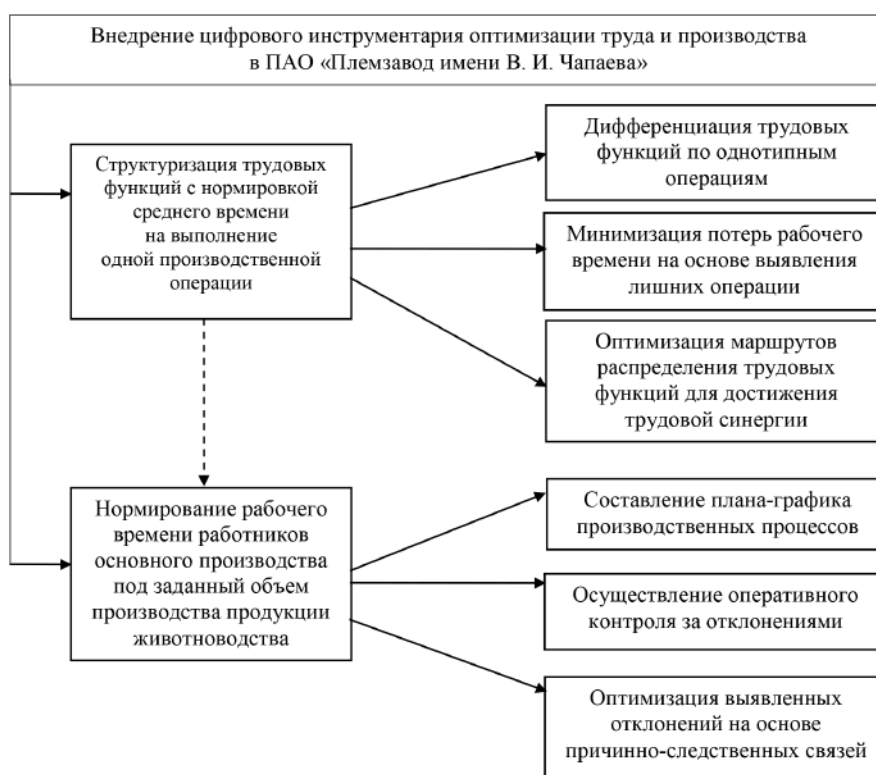 Внедрение цифрового инструментария оптимизации труда и производства
в ПАО «Племзавод имени В. И. Чапаева»
Структуризация трудовых
функций с нормировкой
среднего времени
на выполнение
одной производственной
операции
Дифференциация трудовых
функций по однотипным
операциям
Минимизация потерь рабочего
времени на основе выявления
лишних операции
Оптимизация маршрутов
распределения трудовых
функций для достижения
трудовой синергии
Нормирование рабочего
времени работников
основного производства
под заданный объем
производства продукции
животноводства
Составление плана-графика
производственных процессов
Осуществление оперативного
контроля за отклонениями
Оптимизация выявленных
отклонений на основе
причинно-следственных связей